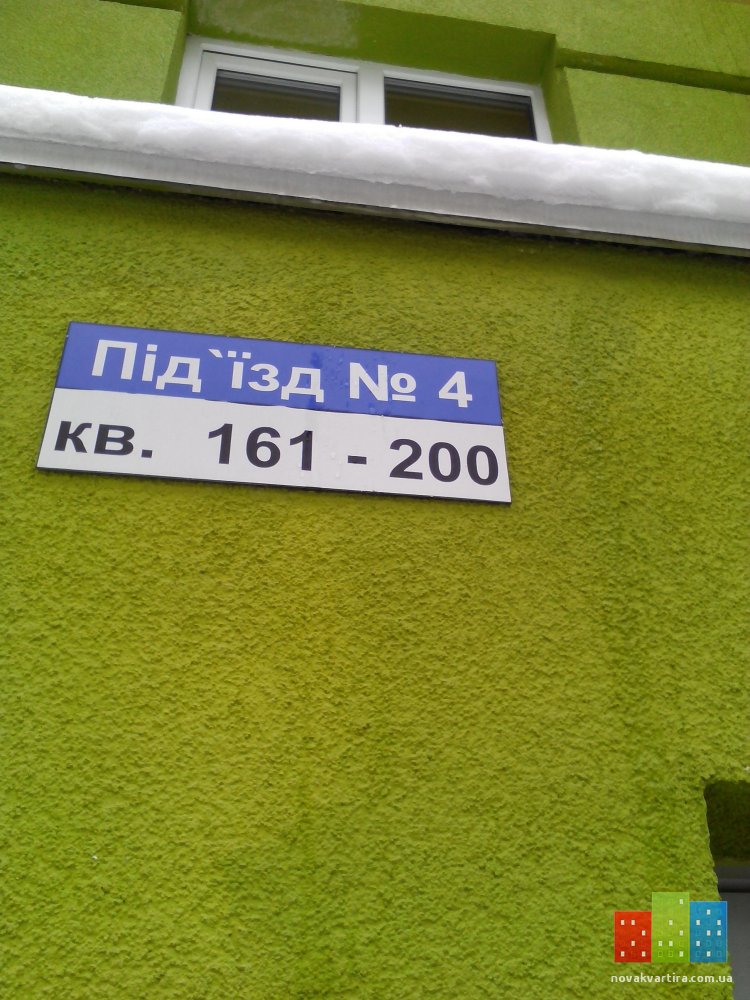 Під`їзд № 4
кв. 161 - 200
novakvartira.com.ua